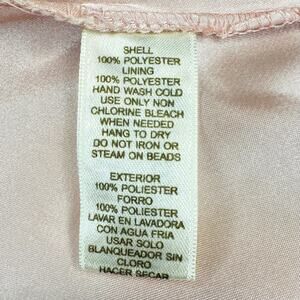 SHELL
100% POLYESTER
LINING
100% POLYESTER
HAND WASH COLD
USE ONLY NON
CHLORINE BLEACH
WHEN NEEDED
HANG TO DRY
DO NOT IRON OR
STEAM ON BEADS
EXTERIOR
100% POLIESTER
FORRO
100% POLIESTER
LAVAR EN LAVADORA
CON AGUA FRIA
USAR SOLO
BLANQUEADOR SIN
CLORO
HACER SECAR